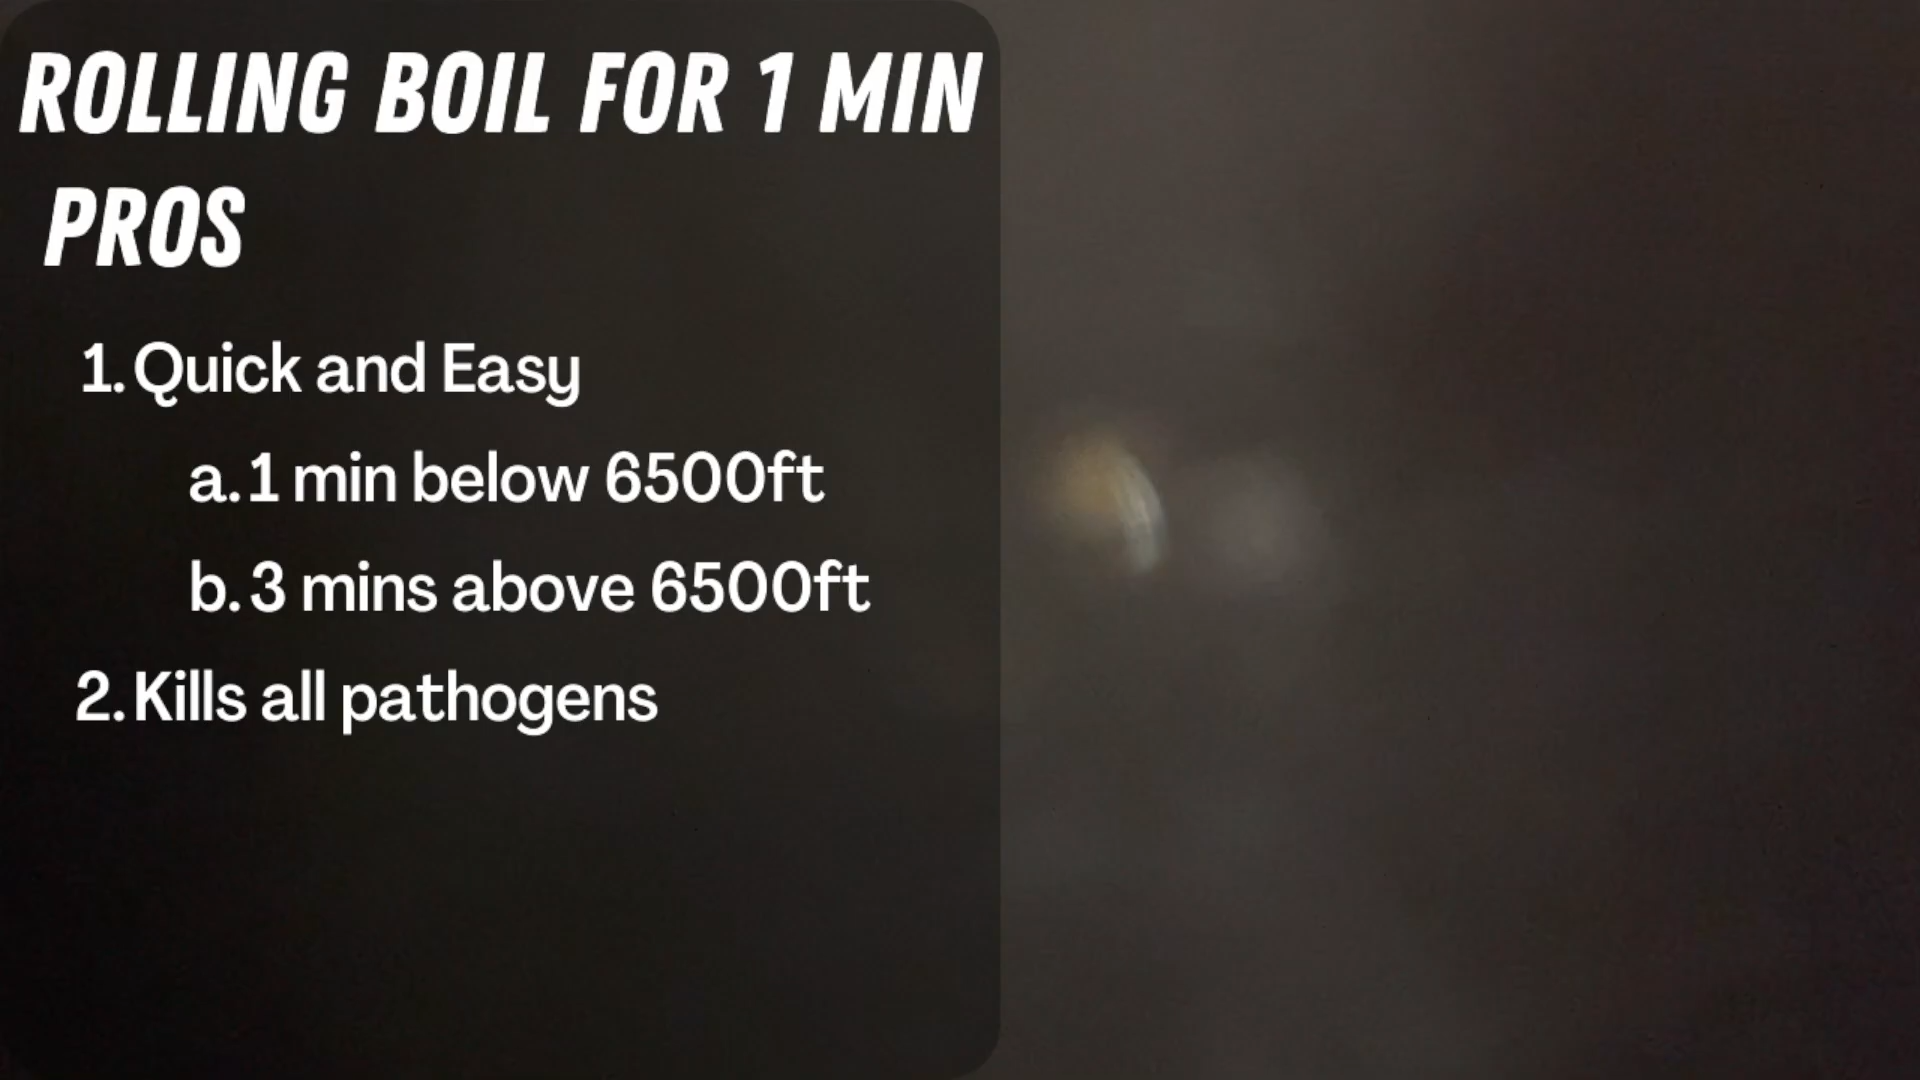 ROLLING BOIL FOR 1 MIN
PROS
1. Quick and Easy
a. 1 min below 6500ft
b. 3 mins above 6500ft
2. Kills all pathogens